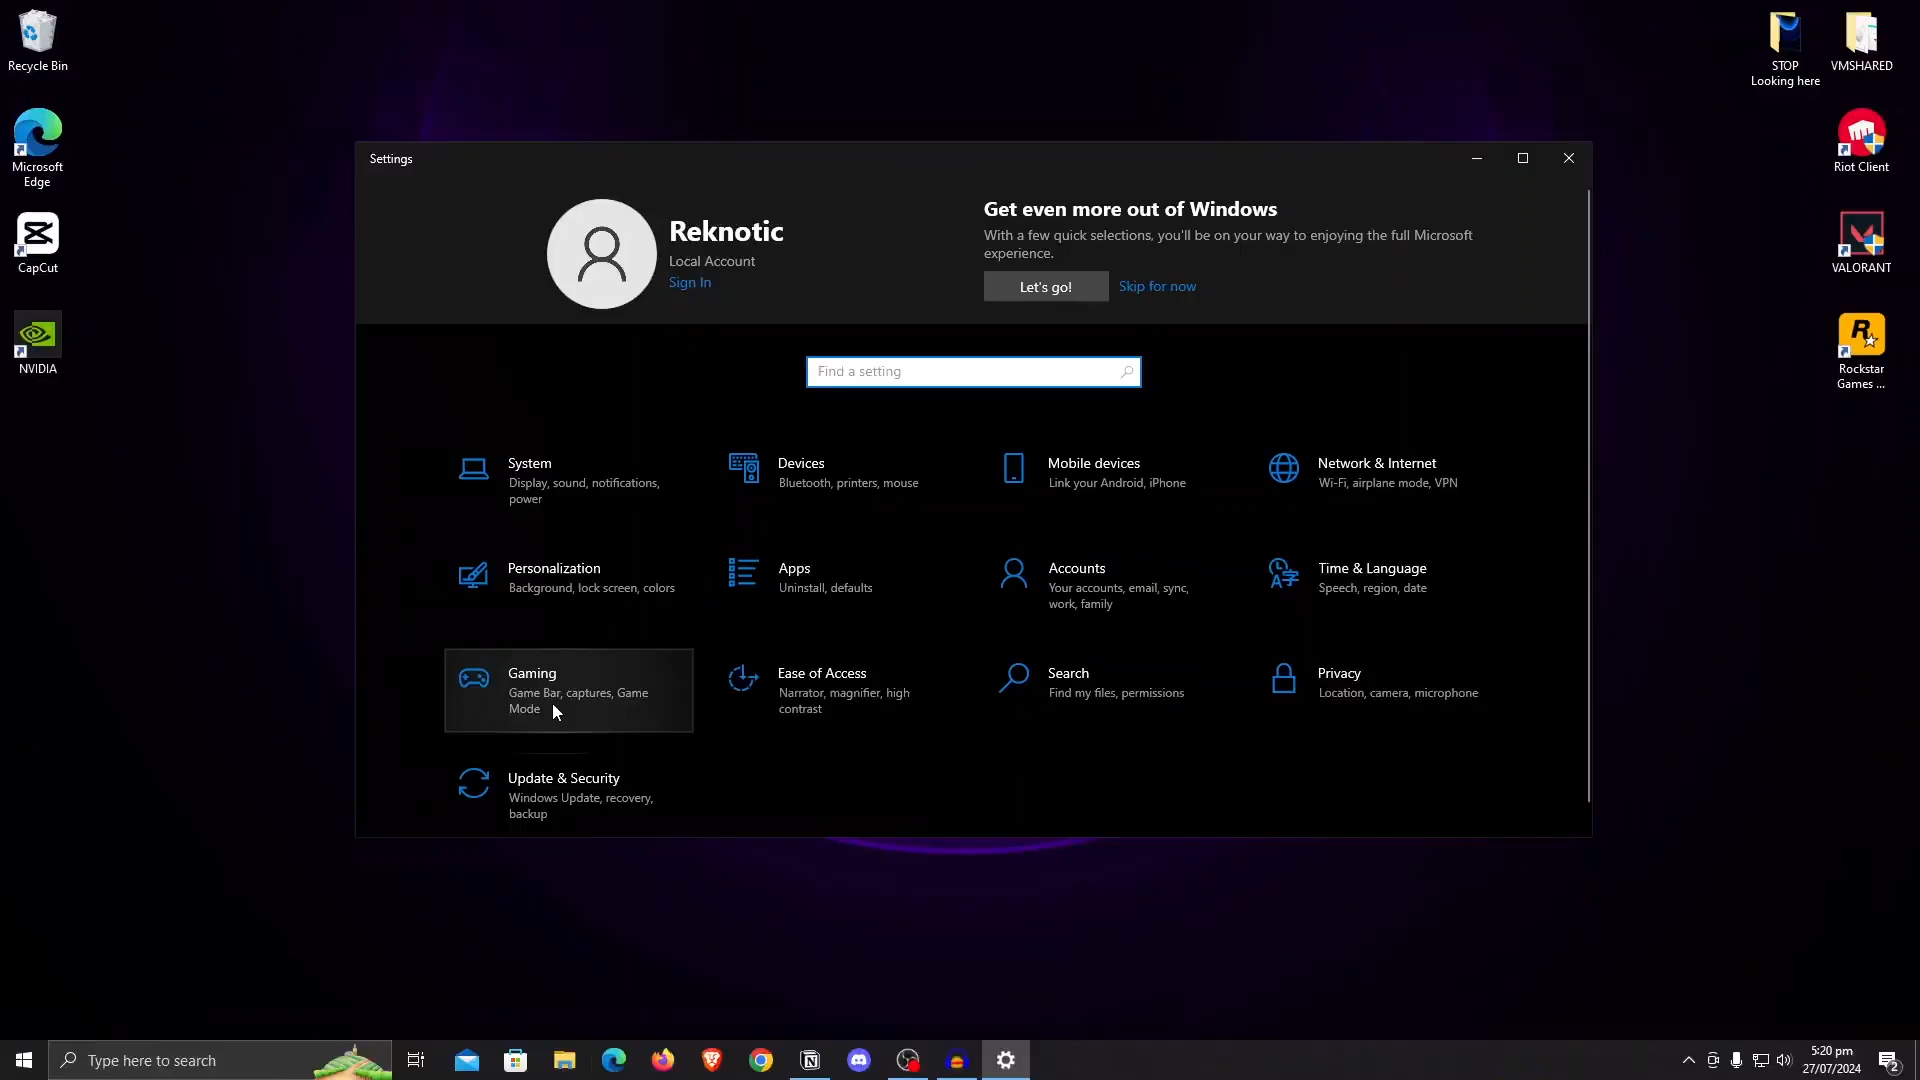 Recycle Bin
Microsoft
Edge
CapCut
NVIDIA
STOP
Looking here
VMSHARED
Riot Client
VALORANT
Rockstar
Games ...
Settings
Reknotic
Local Account
Sign In
Get even more out of Windows
With a few quick selections, you'll be on your way to enjoying the full Microsoft
experience.
Let's go!
Skip for now
Find a setting
System
Display, sound, notifications,
power
Devices
Bluetooth, printers, mouse
Mobile devices
Link your Android, iPhone
Network & Internet
Wi-Fi, airplane mode, VPN
Personalization
Background, lock screen, colors
Apps
Uninstall, defaults
Accounts
Your accounts, email, sync,
work, family
Time & Language
Speech, region, date
Gaming
Game Bar, captures, Game
Mode
Ease of Access
Narrator, magnifier, high
contrast
Search
Find my files, permissions
Privacy
Location, camera, microphone
Update & Security
Windows Update, recovery,
backup
Type here to search
5:20 pm
27/07/2024
2